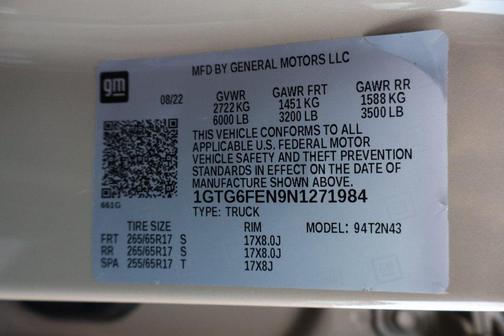 MFD BY GENERAL MOTORS LLC
gm
08/22 GVWR GAWR FRT GAWR RR
2722 KG 1451 KG 1588 KG
6000 LB 3200 LB 3500 LB
THIS VEHICLE CONFORMS TO ALL
APPLICABLE U.S. FEDERAL MOTOR
VEHICLE SAFETY AND THEFT PREVENTION
STANDARDS IN EFFECT ON THE DATE OF
MANUFACTURE SHOWN ABOVE.
661G
1GTG6FEN9N1271984
TYPE: TRUCK
TIRE SIZE RIM MODEL: 94T2N43
FRT 265/65R17 S 17X8.0J
RR 265/65R17 S 17X8.0J
SPA 255/65R17 T 17X8J